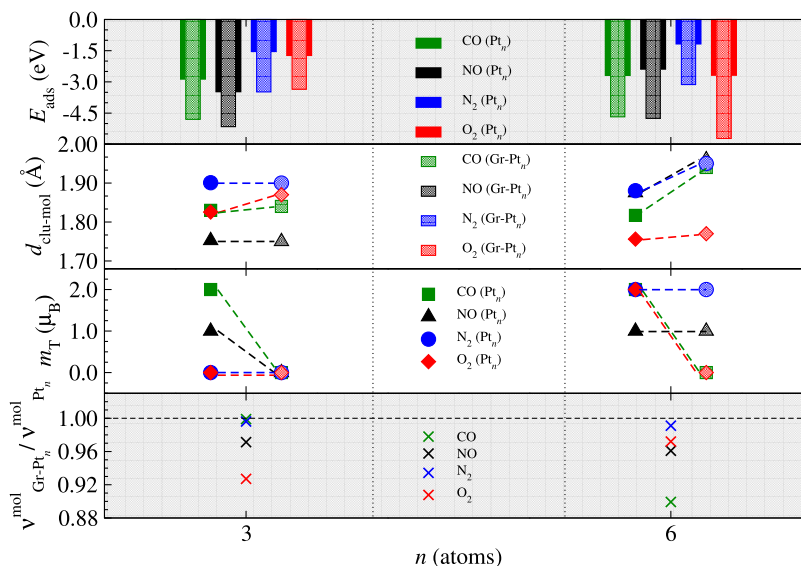 0.0
-1.5
-3.0
-4.5
E_ads (eV)
CO (Pt_n)
NO (Pt_n)
N_2 (Pt_n)
O_2 (Pt_n)
2.00
1.90
1.80
1.70
d_clu-mol (Å)
CO (Gr-Pt_n)
NO (Gr-Pt_n)
N_2 (Gr-Pt_n)
O_2 (Gr-Pt_n)
2.0
1.0
0.0
m_T (μ_B)
CO (Pt_n)
NO (Pt_n)
N_2 (Pt_n)
O_2 (Pt_n)
1.00
0.96
0.92
0.88
ν^mol_Gr-Pt_n / ν^mol_Pt_n
CO
NO
N_2
O_2
3
6
n (atoms)